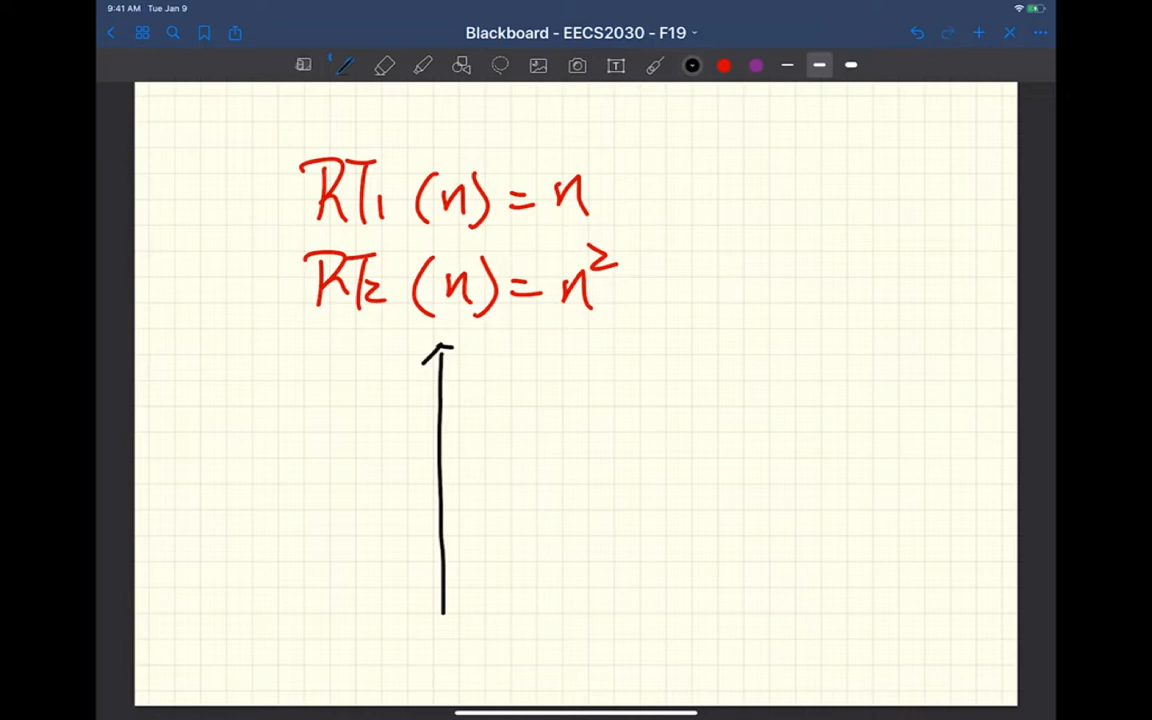 9:41 AM Tue Jan 9
Blackboard - EECS2030 - F19
RT₁ (n) = n
RT₂ (n) = n²